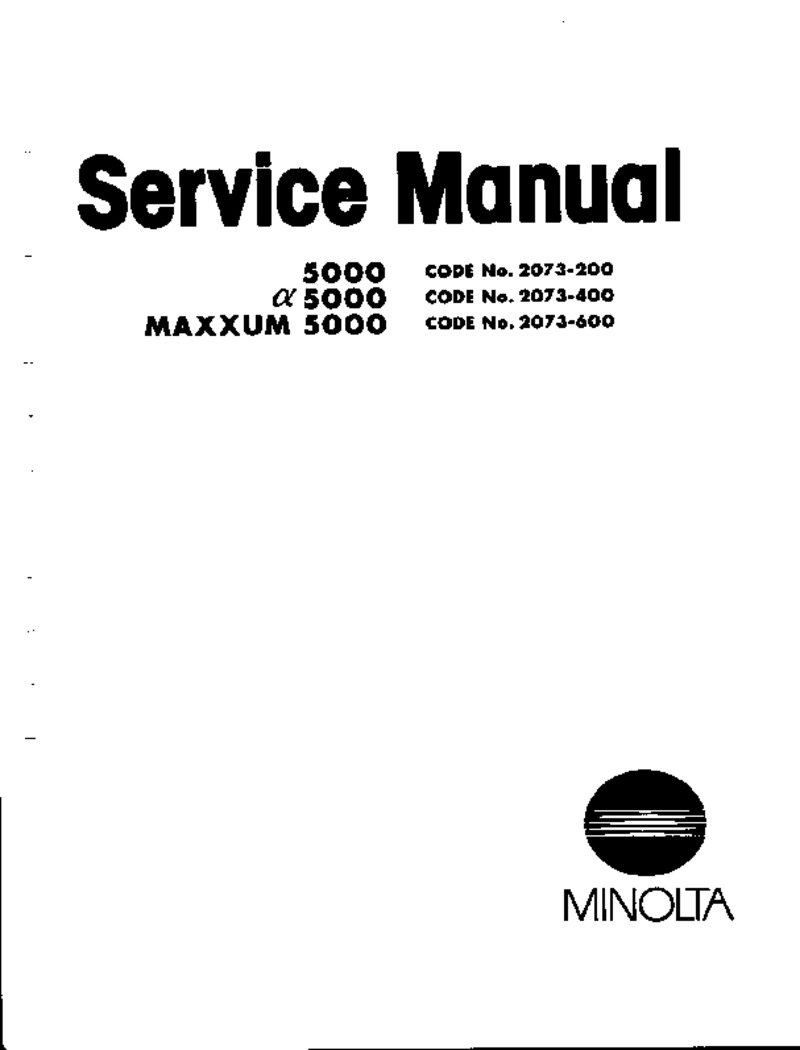 Service Manual
5000 CODE No. 2073-200
α 5000 CODE No. 2073-400
MAXXUM 5000 CODE No. 2073-600
MINOLTA